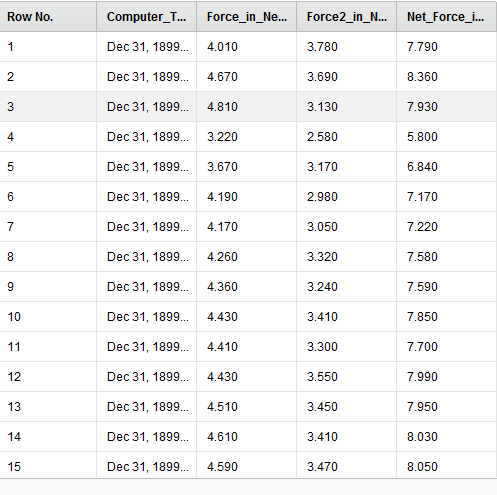 Row No. Computer_T... Force_in_Ne... Force2_in_N... Net_Force_i...
1 Dec 31, 1899... 4.010 3.780 7.790
2 Dec 31, 1899... 4.670 3.690 8.360
3 Dec 31, 1899... 4.810 3.130 7.930
4 Dec 31, 1899... 3.220 2.580 5.800
5 Dec 31, 1899... 3.670 3.170 6.840
6 Dec 31, 1899... 4.190 2.980 7.170
7 Dec 31, 1899... 4.170 3.050 7.220
8 Dec 31, 1899... 4.260 3.320 7.580
9 Dec 31, 1899... 4.360 3.240 7.590
10 Dec 31, 1899... 4.430 3.410 7.850
11 Dec 31, 1899... 4.410 3.300 7.700
12 Dec 31, 1899... 4.430 3.550 7.990
13 Dec 31, 1899... 4.510 3.450 7.950
14 Dec 31, 1899... 4.610 3.410 8.030
15 Dec 31, 1899... 4.590 3.470 8.050